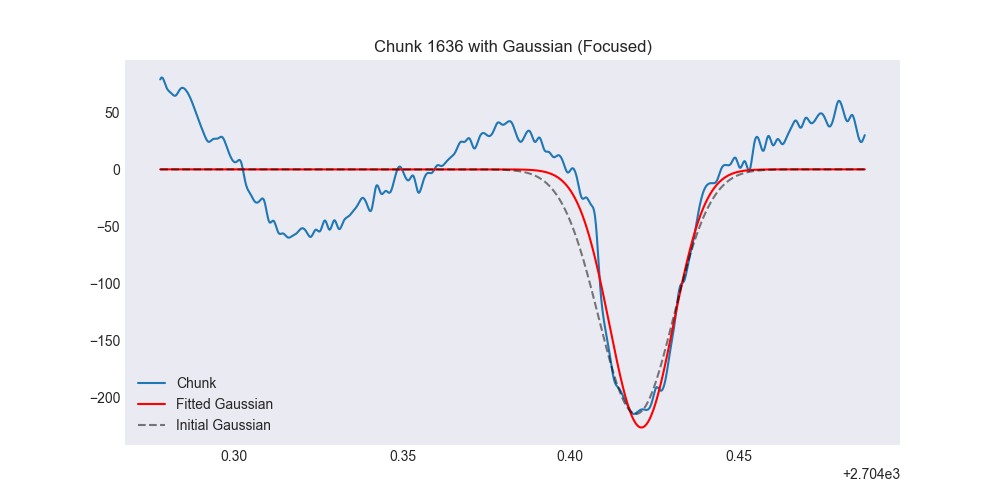 Chunk 1636 with Gaussian (Focused)
50
0
−50
−100
−150
−200
Chunk
Fitted Gaussian
Initial Gaussian
0.30 0.35 0.40 0.45
+2.704e3